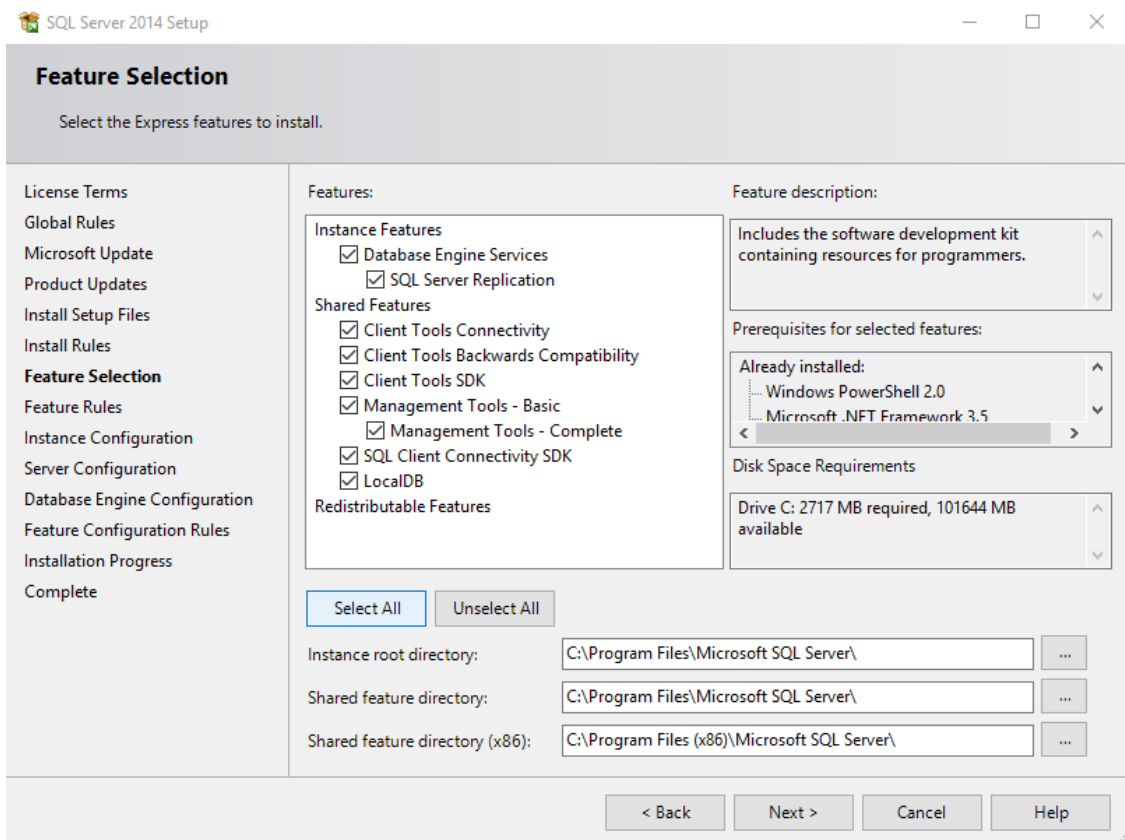 SQL Server 2014 Setup
Feature Selection
Select the Express features to install.
License Terms
Global Rules
Microsoft Update
Product Updates
Install Setup Files
Install Rules
Feature Selection
Feature Rules
Instance Configuration
Server Configuration
Database Engine Configuration
Feature Configuration Rules
Installation Progress
Complete
Features:
Instance Features
Database Engine Services
SQL Server Replication
Shared Features
Client Tools Connectivity
Client Tools Backwards Compatibility
Client Tools SDK
Management Tools - Basic
Management Tools - Complete
SQL Client Connectivity SDK
LocalDB
Redistributable Features
Feature description:
Includes the software development kit
containing resources for programmers.
Prerequisites for selected features:
Already installed:
Windows PowerShell 2.0
Microsoft .NET Framework 3.5
Disk Space Requirements
Drive C: 2717 MB required, 101644 MB
available
Select All
Unselect All
Instance root directory:
C:\Program Files\Microsoft SQL Server\
...
Shared feature directory:
C:\Program Files\Microsoft SQL Server\
...
Shared feature directory (x86):
C:\Program Files (x86)\Microsoft SQL Server\
...
< Back
Next >
Cancel
Help